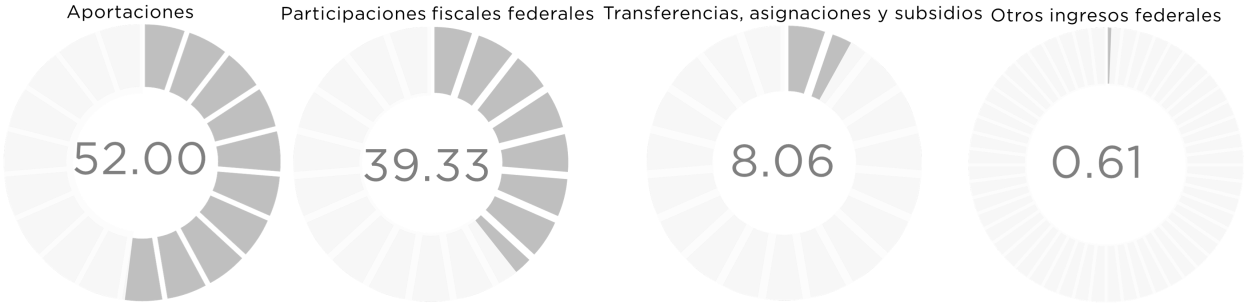 Aportaciones
52.00
Participaciones fiscales federales
39.33
Transferencias, asignaciones y subsidios
8.06
Otros ingresos federales
0.61